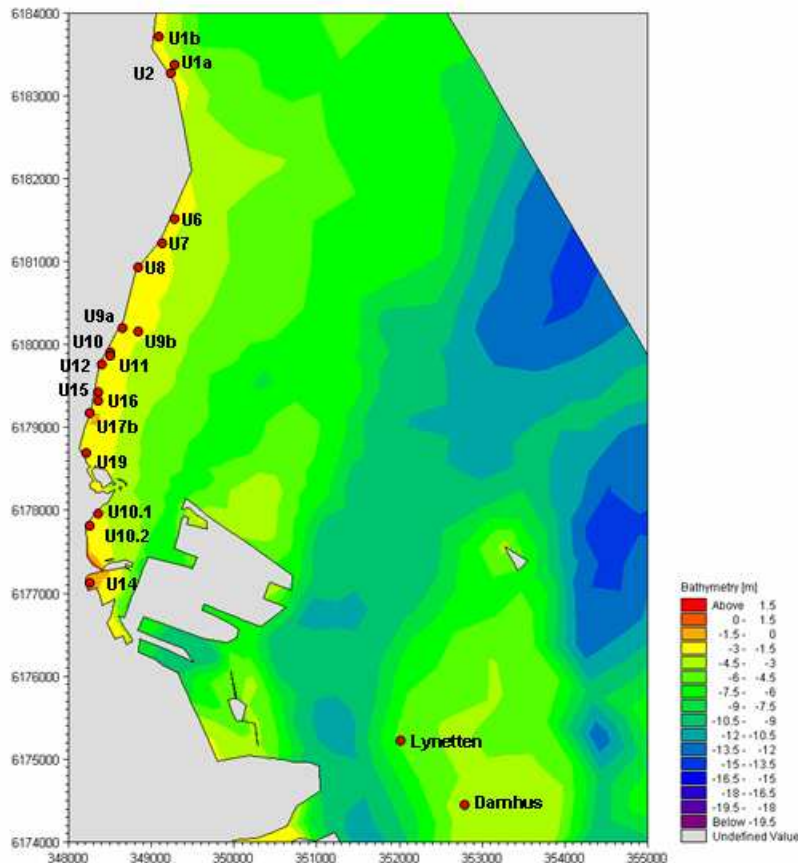 6184000
U1b
U1a
U2
6183000
6182000
U6
U7
6181000
U8
U9a
6180000
U10
U9b
U12
U11
U15
U16
6179000
U17b
U19
6178000
U10.1
U10.2
6177000
U14
6176000
Lynetten
6175000
Damhus
6174000
348000 349000 350000 351000 352000 353000 354000 355000
Bathymetry [m]
Above 1.5
0 - 1.5
-1.5 - 0
-3 - -1.5
-4.5 - -3
-6 - -4.5
-7.5 - -6
-9 - -7.5
-10.5 - -9
-12 - -10.5
-13.5 - -12
-15 - -13.5
-16.5 - -15
-18 - -16.5
-19.5 - -18
Below -19.5
Undefined Value